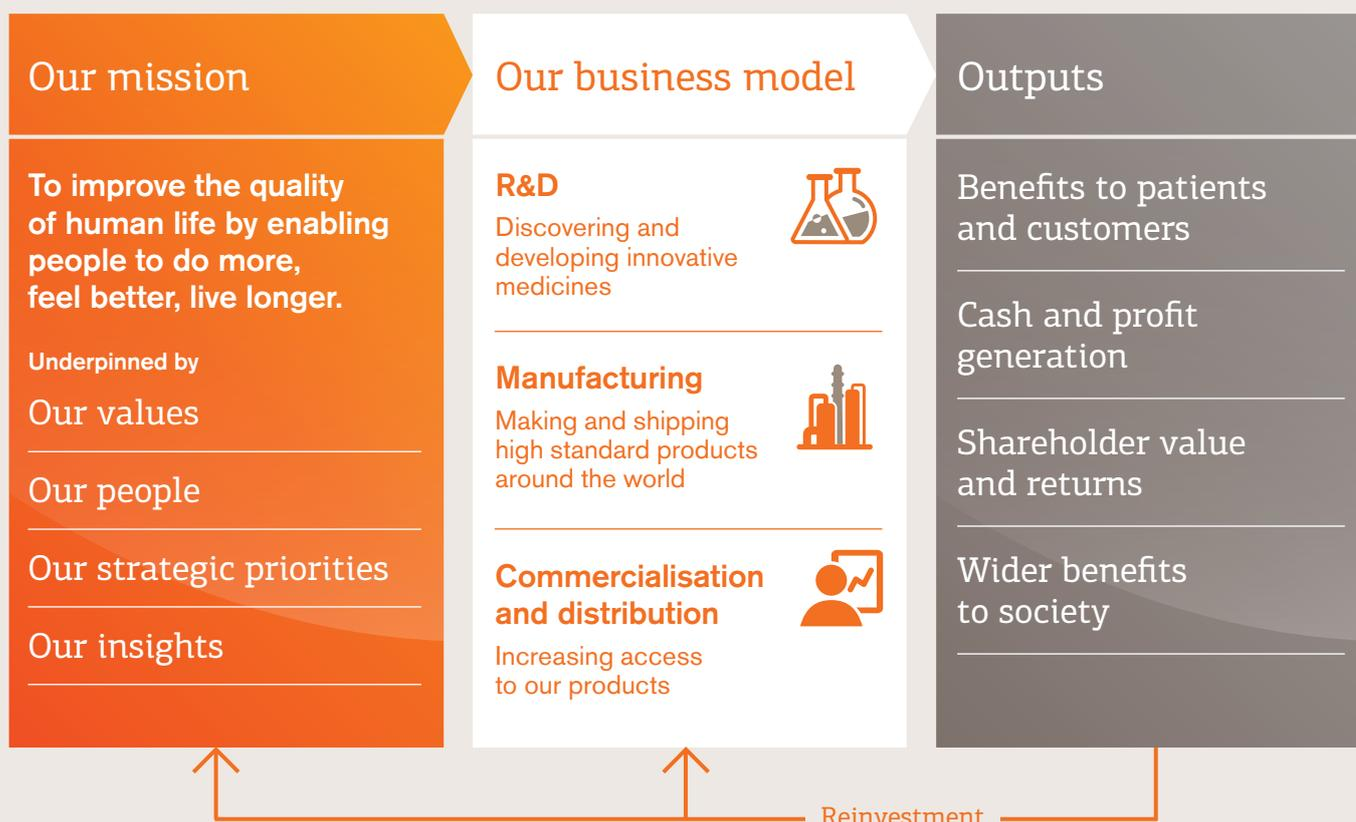 Our mission
To improve the quality
of human life by enabling
people to do more,
feel better, live longer.
Underpinned by
Our values
Our people
Our strategic priorities
Our insights
Our business model
R&D
Discovering and
developing innovative
medicines
Manufacturing
Making and shipping
high standard products
around the world
Commercialisation
and distribution
Increasing access
to our products
Outputs
Benefits to patients
and customers
Cash and profit
generation
Shareholder value
and returns
Wider benefits
to society
Reinvestment